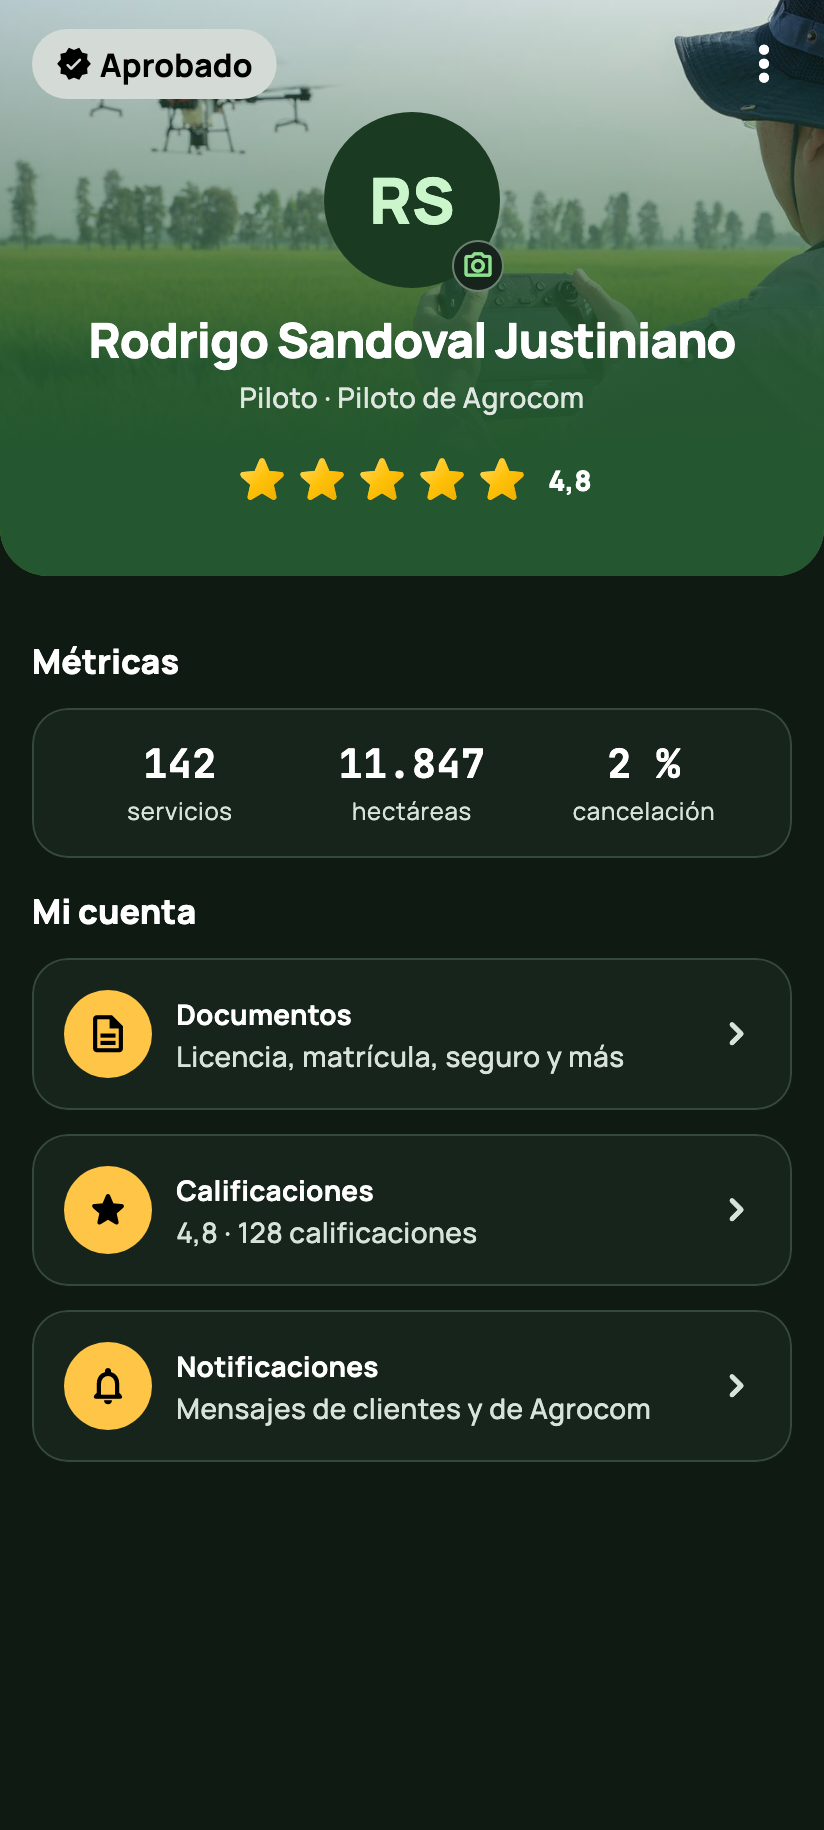 Aprobado
RS
Rodrigo Sandoval Justiniano
Piloto · Piloto de Agrocom
4,8
Métricas
142 11.847 2 %
servicios hectáreas cancelación
Mi cuenta
Documentos
Licencia, matrícula, seguro y más
Calificaciones
4,8 · 128 calificaciones
Notificaciones
Mensajes de clientes y de Agrocom